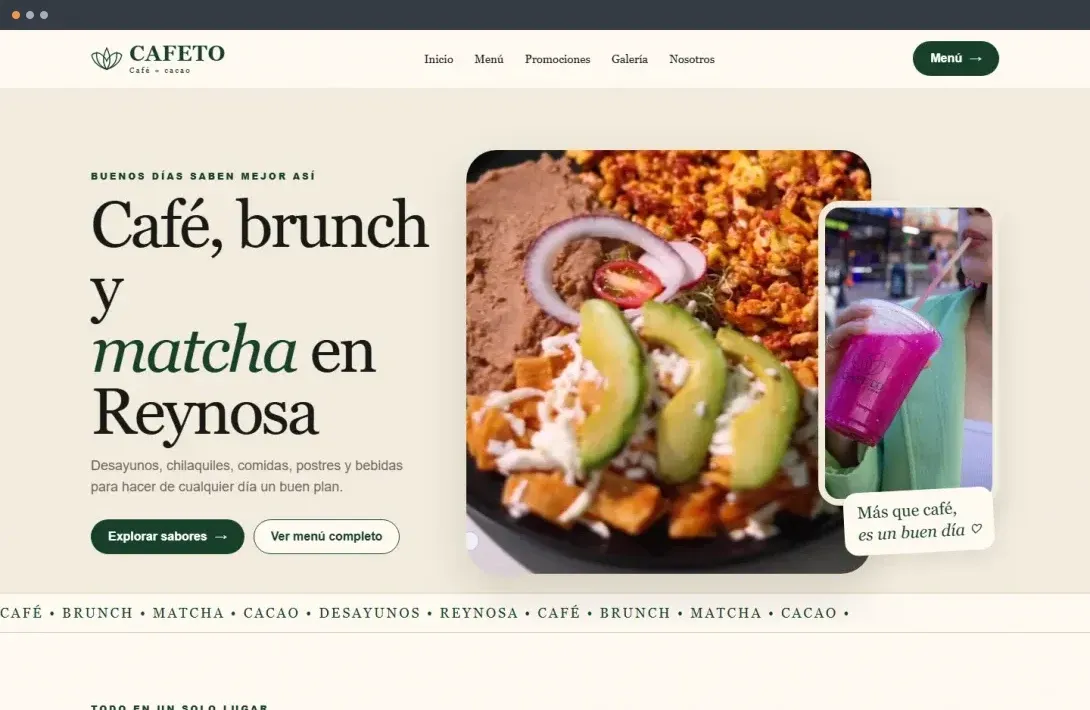 CAFETO
Café + cacao
Inicio
Menú
Promociones
Galería
Nosotros
Menú →
BUENOS DÍAS SABEN MEJOR ASÍ
Café, brunch
y
matcha en
Reynosa
Desayunos, chilaquiles, comidas, postres y bebidas
para hacer de cualquier día un buen plan.
Explorar sabores →
Ver menú completo
Más que café,
es un buen día ♡
CAFÉ • BRUNCH • MATCHA • CACAO • DESAYUNOS • REYNOSA • CAFÉ • BRUNCH • MATCHA • CACAO •
TODO EN UN SOLO LUGAR